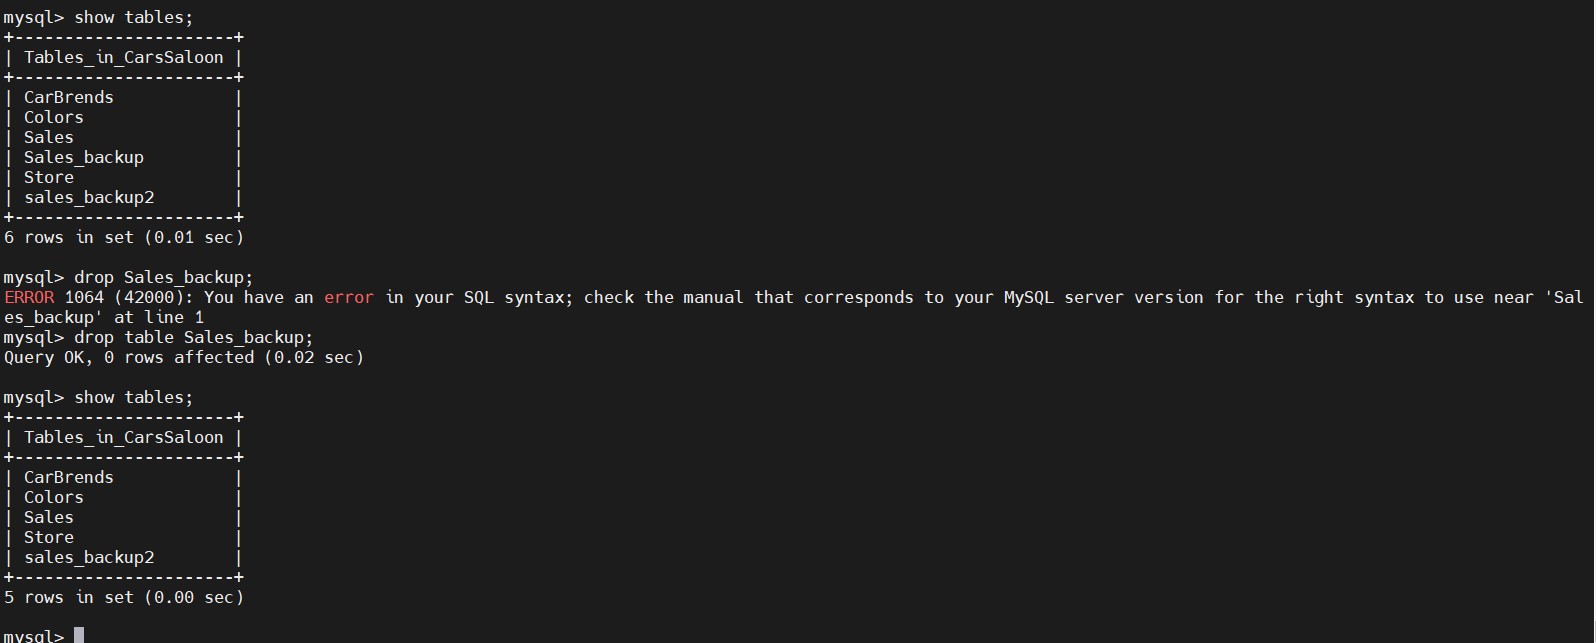 mysql> show tables;
+----------------------+
| Tables_in_CarsSaloon |
+----------------------+
| CarBrends            |
| Colors               |
| Sales                |
| Sales_backup         |
| Store                |
| sales_backup2        |
+----------------------+
6 rows in set (0.01 sec)

mysql> drop Sales_backup;
ERROR 1064 (42000): You have an error in your SQL syntax; check the manual that corresponds to your MySQL server version for the right syntax to use near 'Sal
es_backup' at line 1
mysql> drop table Sales_backup;
Query OK, 0 rows affected (0.02 sec)

mysql> show tables;
+----------------------+
| Tables_in_CarsSaloon |
+----------------------+
| CarBrends            |
| Colors               |
| Sales                |
| Store                |
| sales_backup2        |
+----------------------+
5 rows in set (0.00 sec)

mysql>